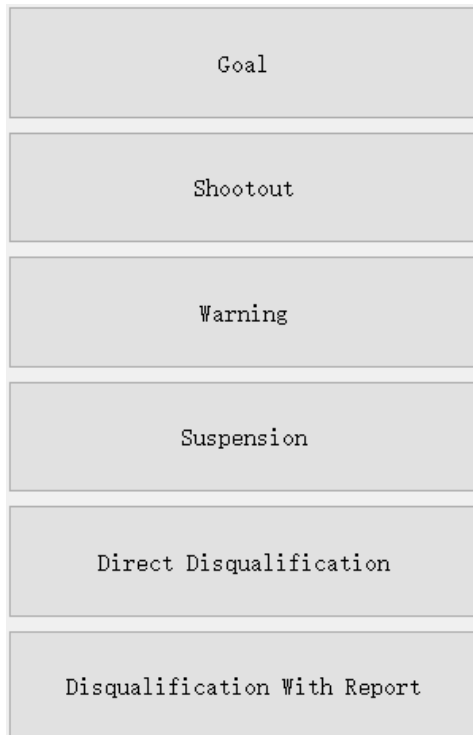 Goal
Shootout
Warning
Suspension
Direct Disqualification
Disqualification With Report